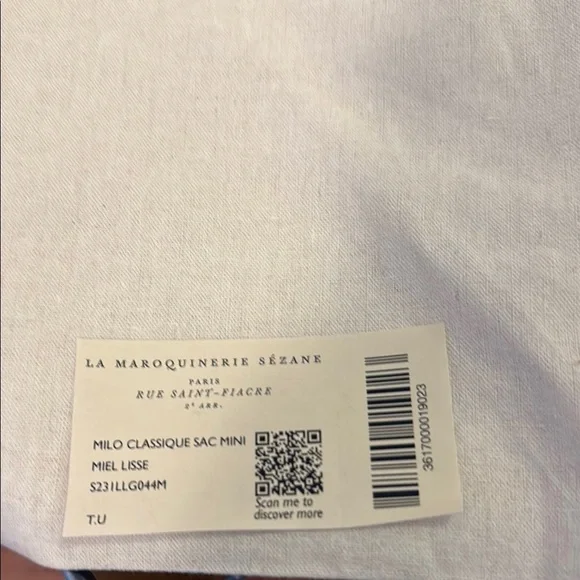 LA MAROQUINERIE SÉZANE
PARIS
RUE SAINT-FIACRE
2ᵉ ARR.
MILO CLASSIQUE SAC MINI
MIEL LISSE
S231LLG044M
T.U
Scan me to
discover more
3617000019023